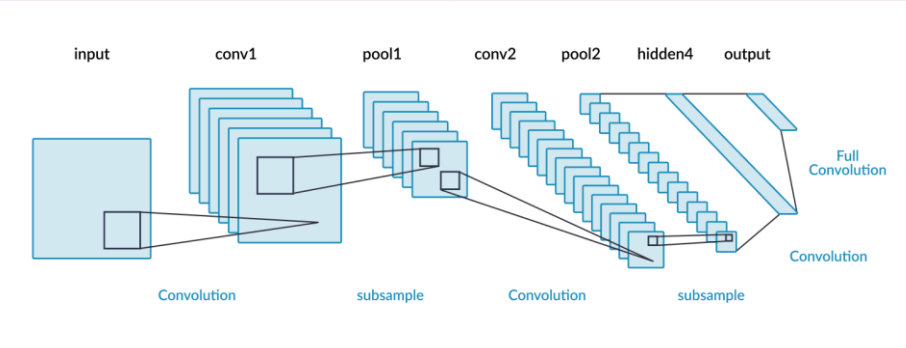 input conv1 pool1 conv2 pool2 hidden4 output
Full
Convolution
Convolution
Convolution subsample Convolution subsample